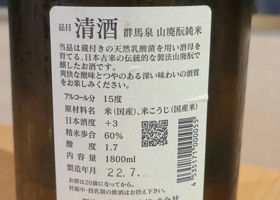 品目 清酒 群馬泉 山廃酛純米
当品は蔵付きの天然乳酸菌を用い酒母を
育てる、日本古来の伝統的な製法山廃酛で
醸したお酒です。
爽快な酸味とつやのある深い味わいの酒質
をお楽しみください。
アルコール分 15度
原材料名 米(国産)、米こうじ(国産米)
日本酒度 +3
精米歩合 60%
酸度 1.7
内容量 1800ml
製造年月 22.7.
お酒は20歳になってから。
妊娠中・授乳期の飲酒はお控え下さい。
4 533171 000055